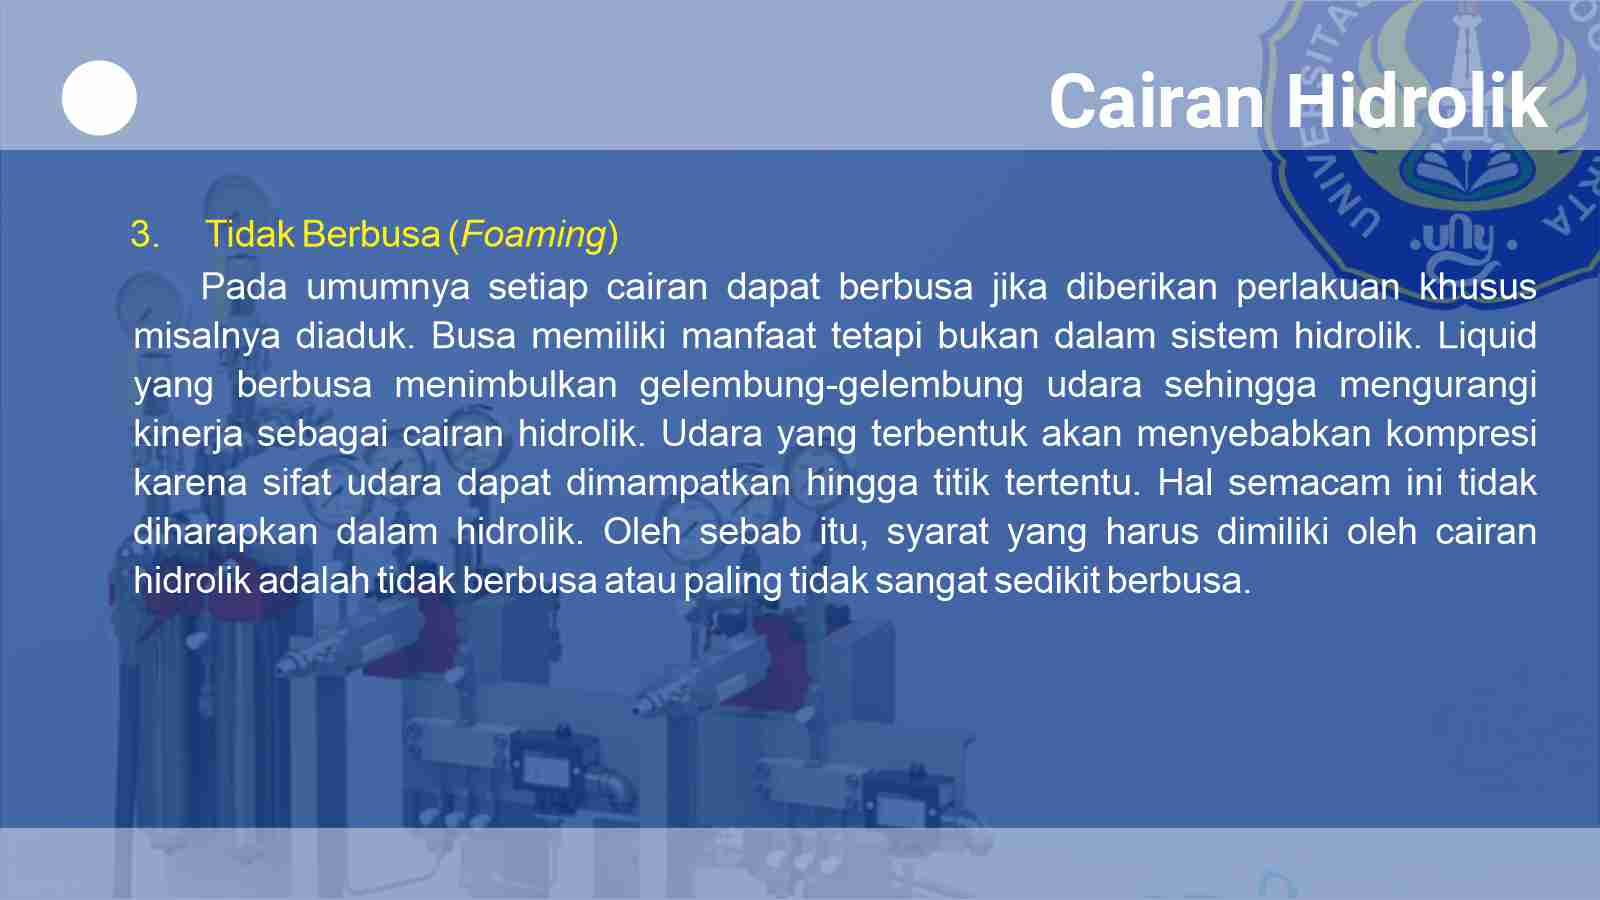 Cairan Hidrolik
3. Tidak Berbusa (Foaming)
Pada umumnya setiap cairan dapat berbusa jika diberikan perlakuan khusus
misalnya diaduk. Busa memiliki manfaat tetapi bukan dalam sistem hidrolik. Liquid
yang berbusa menimbulkan gelembung-gelembung udara sehingga mengurangi
kinerja sebagai cairan hidrolik. Udara yang terbentuk akan menyebabkan kompresi
karena sifat udara dapat dimampatkan hingga titik tertentu. Hal semacam ini tidak
diharapkan dalam hidrolik. Oleh sebab itu, syarat yang harus dimiliki oleh cairan
hidrolik adalah tidak berbusa atau paling tidak sangat sedikit berbusa.
UNIVERSITAS
uny